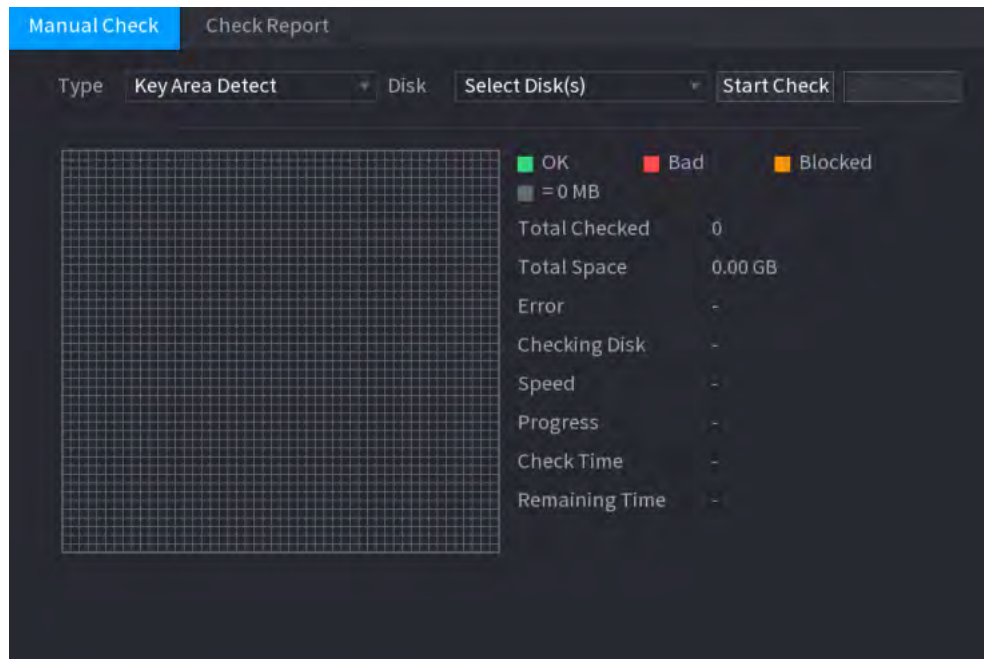 Manual Check Check Report
Type Key Area Detect Disk Select Disk(s) Start Check
OK Bad Blocked
= 0 MB
Total Checked 0
Total Space 0.00 GB
Error -
Checking Disk -
Speed -
Progress -
Check Time -
Remaining Time -